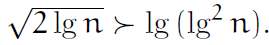 √(2 lg n) ≻ lg (lg² n).